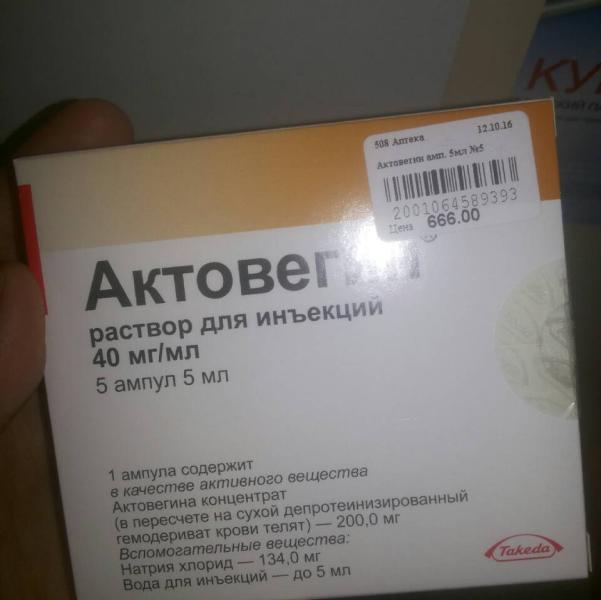 КУ
508 Аптека 12.10.16
Актовегин амп. 5мл №5
2001064589393
Цена 666.00
Актовегин
раствор для инъекций
40 мг/мл
5 ампул 5 мл
1 ампула содержит
в качестве активного вещества
Актовегина концентрат
(в пересчете на сухой депротеинизированный
гемодериват крови телят) — 200,0 мг
Вспомогательные вещества:
Натрия хлорид — 134,0 мг
Вода для инъекций — до 5 мл
Takeda